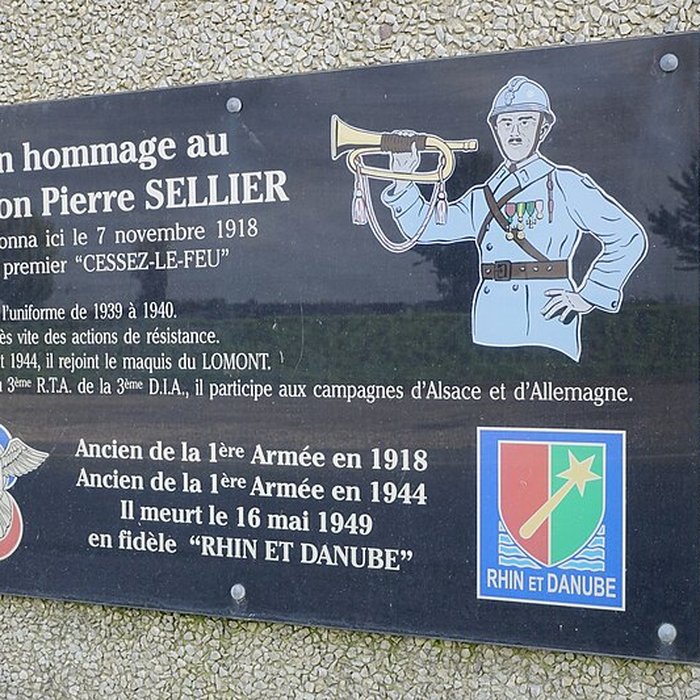 n hommage au
on Pierre SELLIER
onna ici le 7 novembre 1918
premier “CESSEZ-LE-FEU”
l'uniforme de 1939 à 1940.
ès vite des actions de résistance.
t 1944, il rejoint le maquis du LOMONT.
3ème R.T.A. de la 3ème D.I.A., il participe aux campagnes d'Alsace et d'Allemagne.
Ancien de la 1ère Armée en 1918
Ancien de la 1ère Armée en 1944
Il meurt le 16 mai 1949
en fidèle “RHIN ET DANUBE”
RHIN ET DANUBE